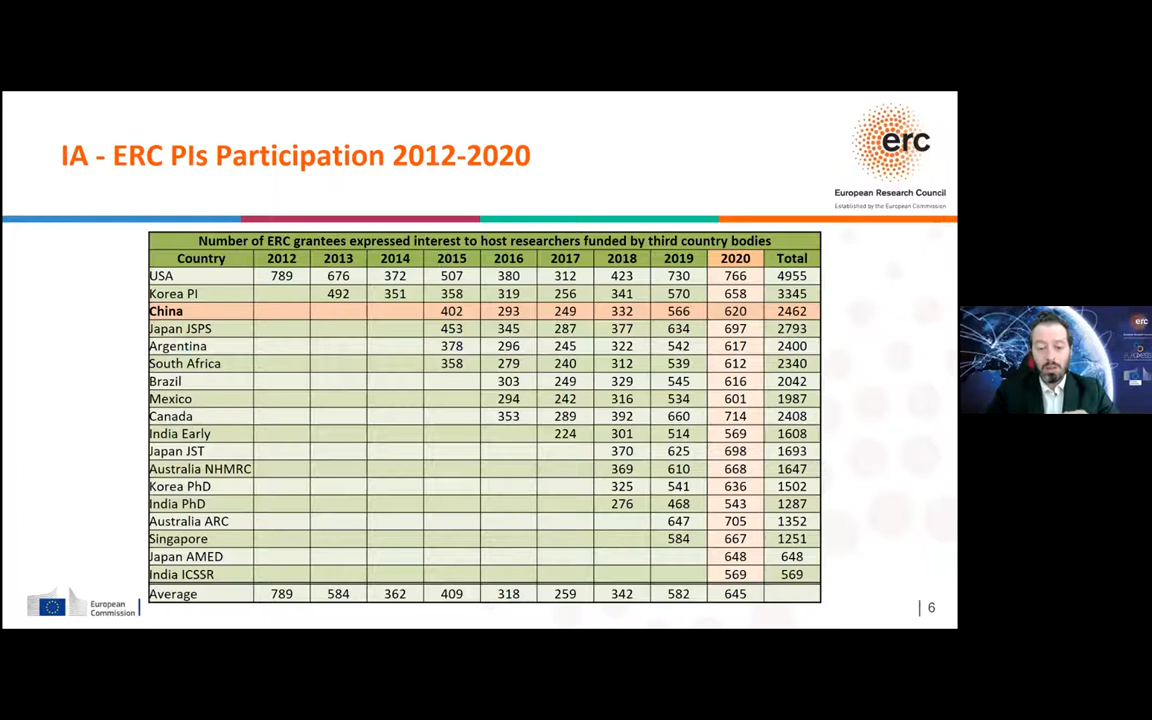 IA - ERC PIs Participation 2012-2020
erc
European Research Council
Established by the European Commission
Number of ERC grantees expressed interest to host researchers funded by third country bodies
Country 2012 2013 2014 2015 2016 2017 2018 2019 2020 Total
USA 789 676 372 507 380 312 423 730 766 4955
Korea PI 492 351 358 319 256 341 570 658 3345
China 402 293 249 332 566 620 2462
Japan JSPS 453 345 287 377 634 697 2793
Argentina 378 296 245 322 542 617 2400
South Africa 358 279 240 312 539 612 2340
Brazil 303 249 329 545 616 2042
Mexico 294 242 316 534 601 1987
Canada 353 289 392 660 714 2408
India Early 224 301 514 569 1608
Japan JST 370 625 698 1693
Australia NHMRC 369 610 668 1647
Korea PhD 325 541 636 1502
India PhD 276 468 543 1287
Australia ARC 647 705 1352
Singapore 584 667 1251
Japan AMED 648 648
India ICSSR 569 569
Average 789 584 362 409 318 259 342 582 645
European
Commission
| 6
erc